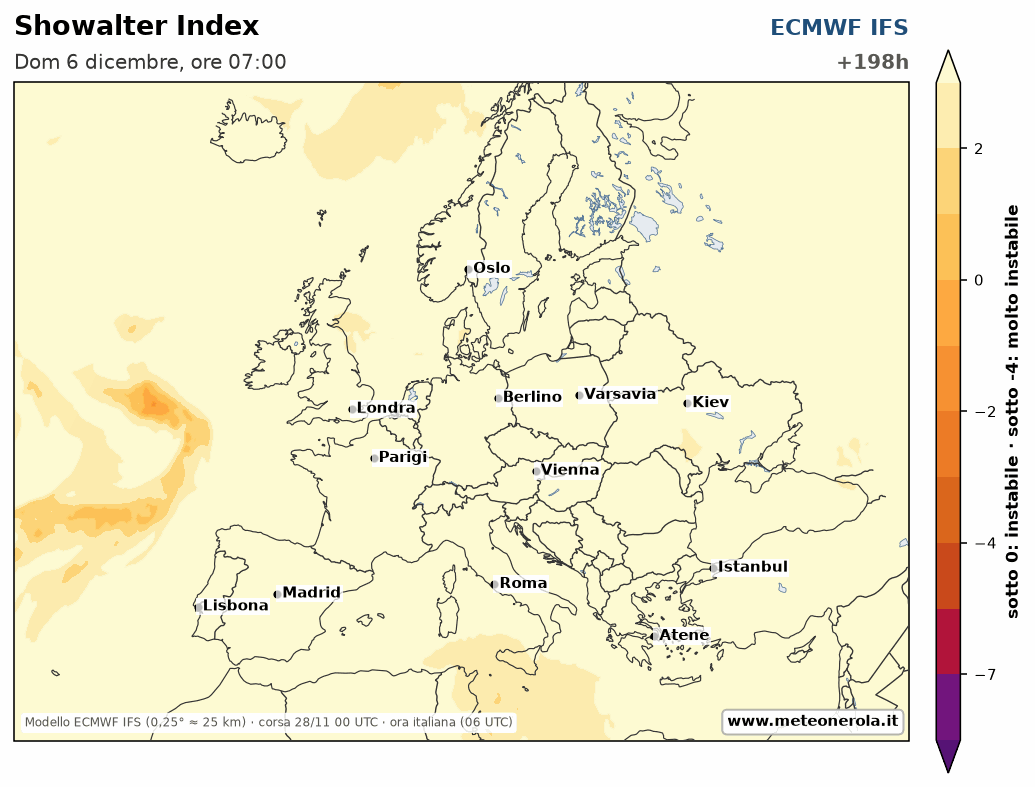 Showalter Index
ECMWF IFS
Dom 6 dicembre, ore 07:00
+198h
2
0
−2
−4
−7
sotto 0: instabile · sotto -4: molto instabile
Oslo
Londra
Berlino
Varsavia
Kiev
Parigi
Vienna
Istanbul
Roma
Madrid
Lisbona
Atene
Modello ECMWF IFS (0,25° ≈ 25 km) · corsa 28/11 00 UTC · ora italiana (06 UTC)
www.meteonerola.it